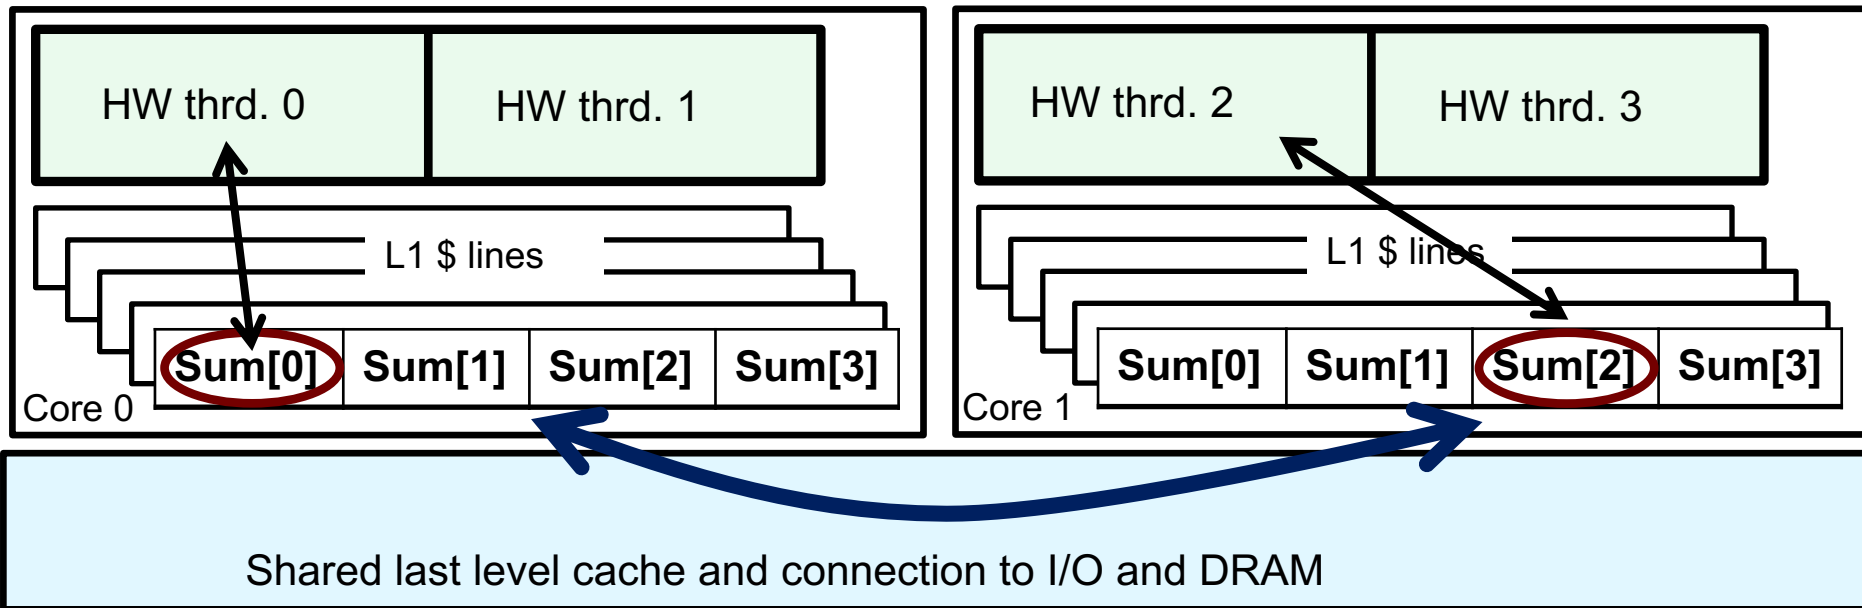 HW thrd. 0
HW thrd. 1
L1 $ lines
Sum[0] Sum[1] Sum[2] Sum[3]
Core 0
HW thrd. 2
HW thrd. 3
L1 $ lines
Sum[0] Sum[1] Sum[2] Sum[3]
Core 1
Shared last level cache and connection to I/O and DRAM